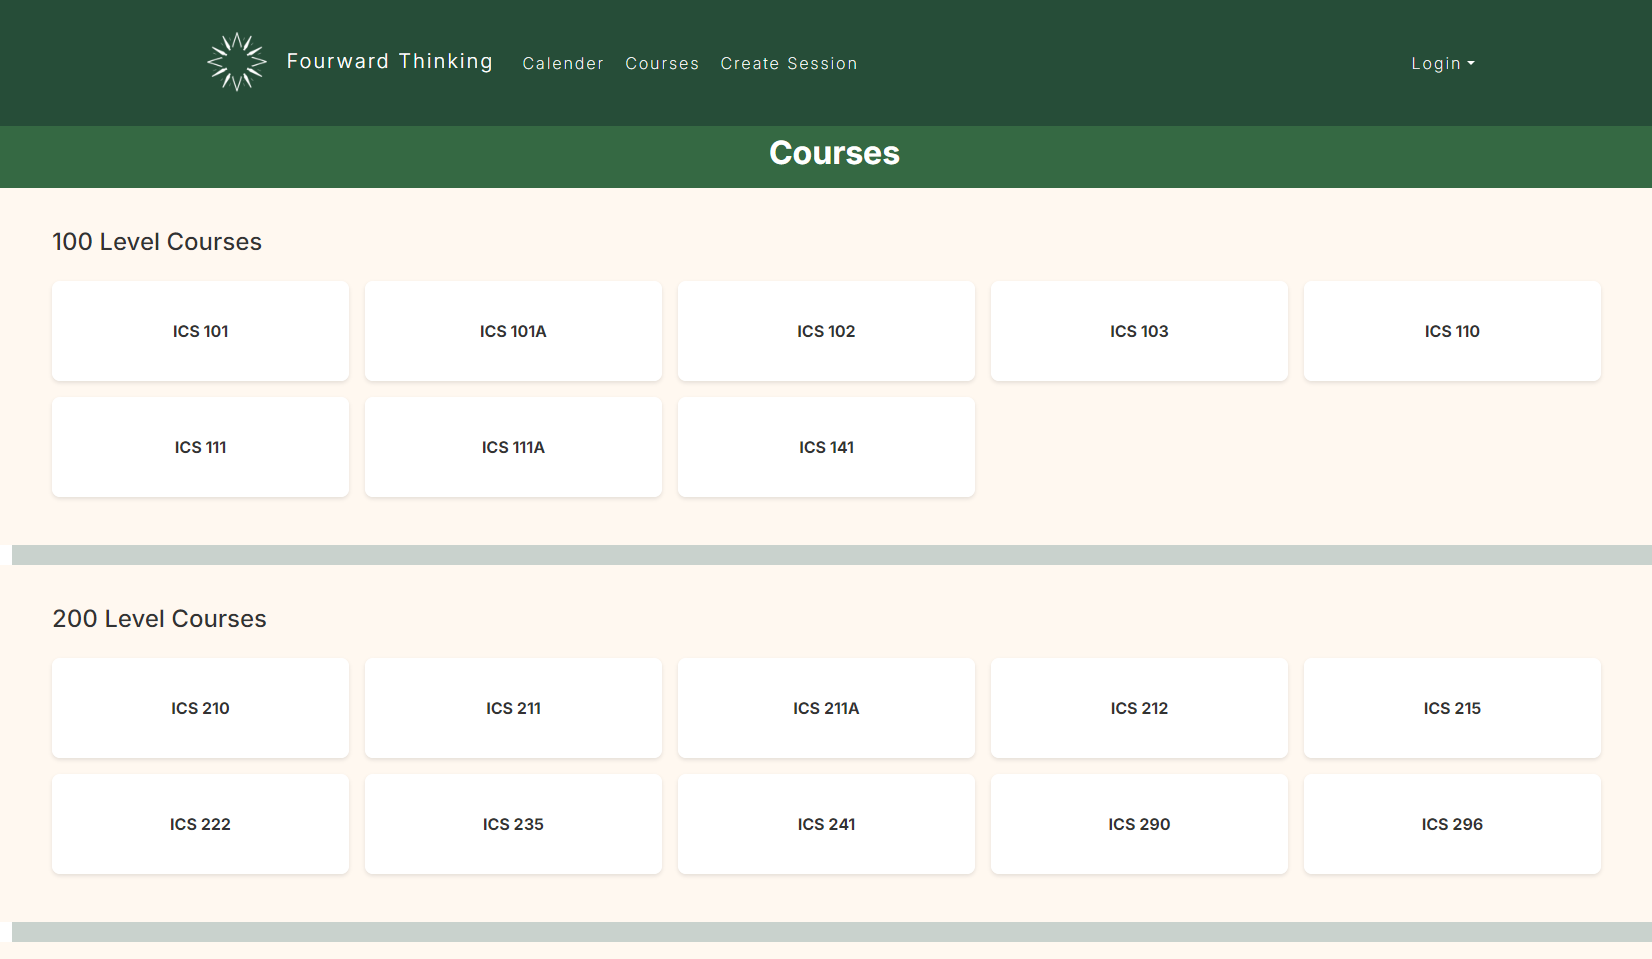 Fourward Thinking Calender Courses Create Session Login
Courses
100 Level Courses
ICS 101 ICS 101A ICS 102 ICS 103 ICS 110
ICS 111 ICS 111A ICS 141
200 Level Courses
ICS 210 ICS 211 ICS 211A ICS 212 ICS 215
ICS 222 ICS 235 ICS 241 ICS 290 ICS 296